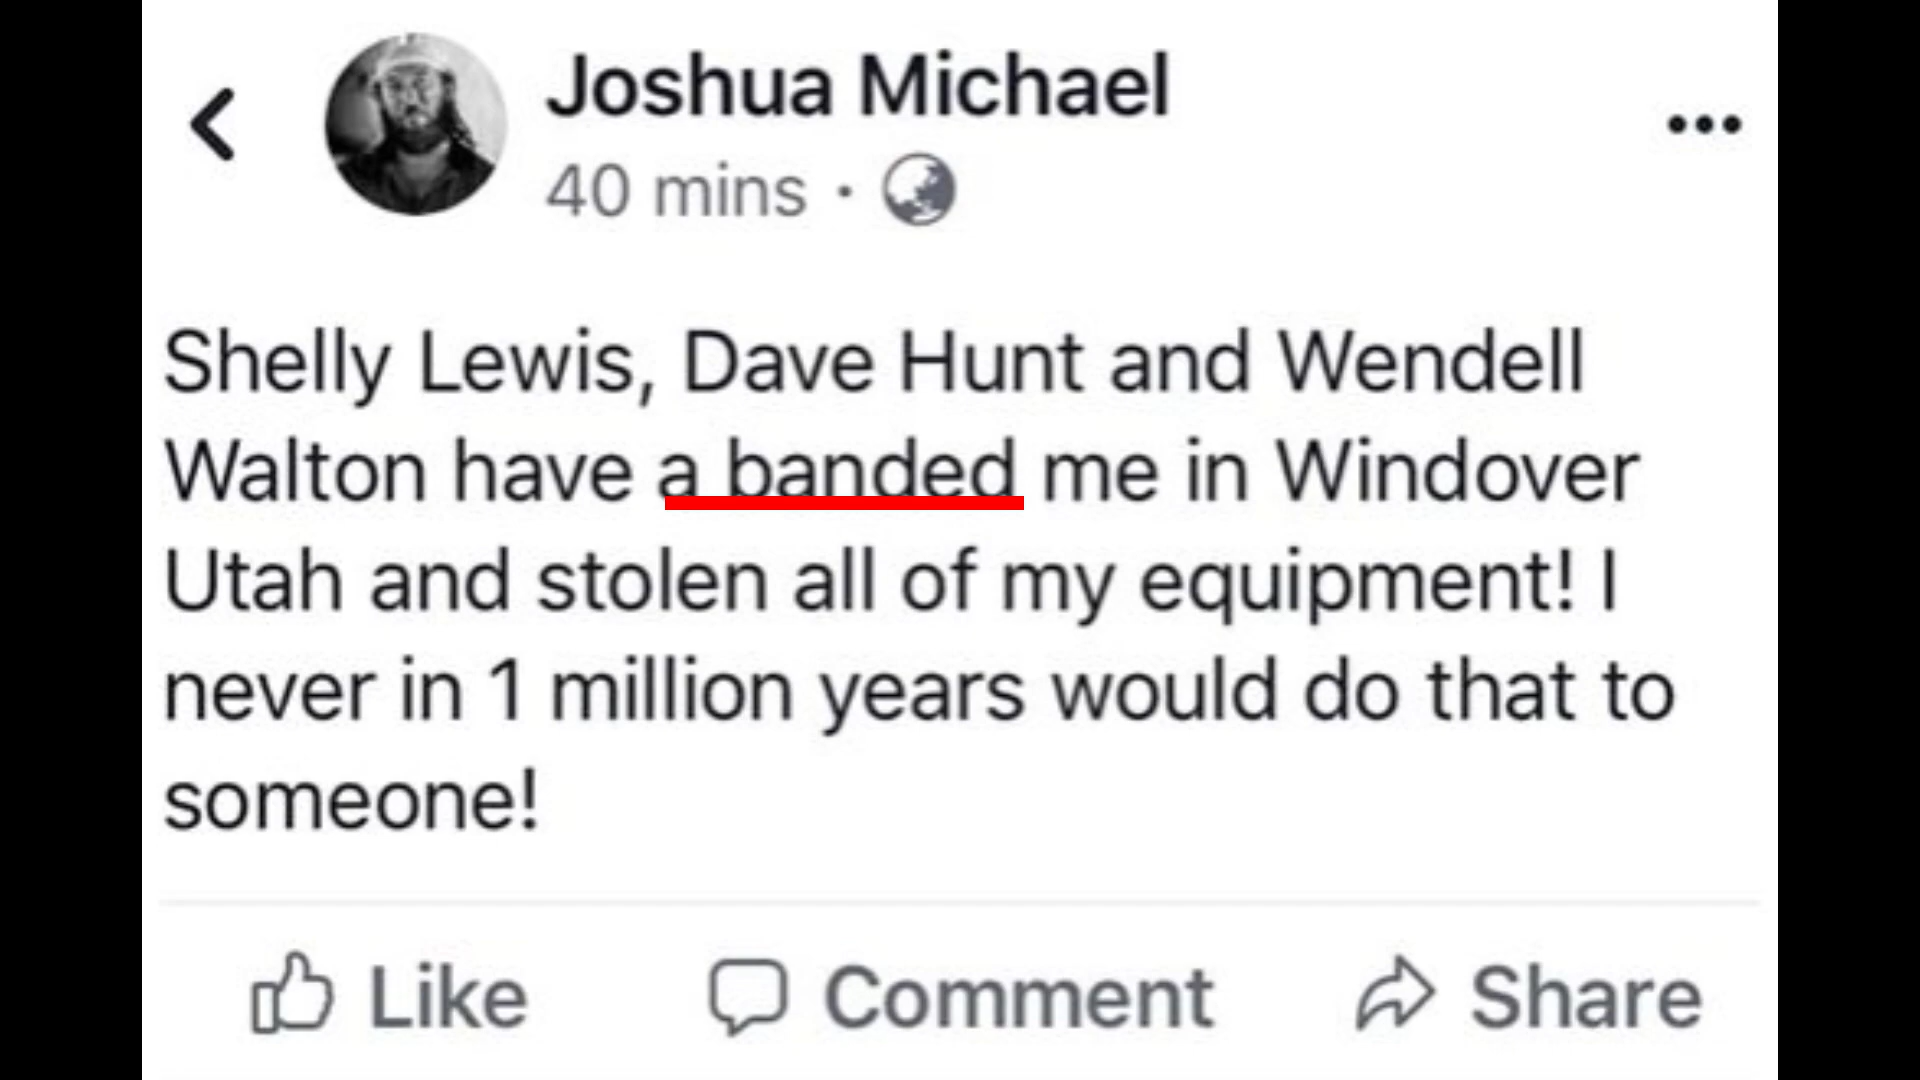 Joshua Michael
40 mins ·
Shelly Lewis, Dave Hunt and Wendell
Walton have a banded me in Windover
Utah and stolen all of my equipment! I
never in 1 million years would do that to
someone!
Like Comment Share